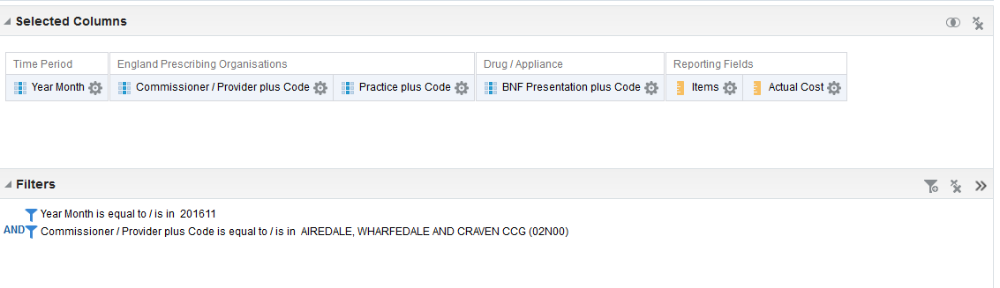 Selected Columns
Time Period England Prescribing Organisations Drug / Appliance Reporting Fields
Year Month Commissioner / Provider plus Code Practice plus Code BNF Presentation plus Code Items Actual Cost
Filters
Year Month is equal to / is in 201611
AND Commissioner / Provider plus Code is equal to / is in AIREDALE, WHARFEDALE AND CRAVEN CCG (02N00)